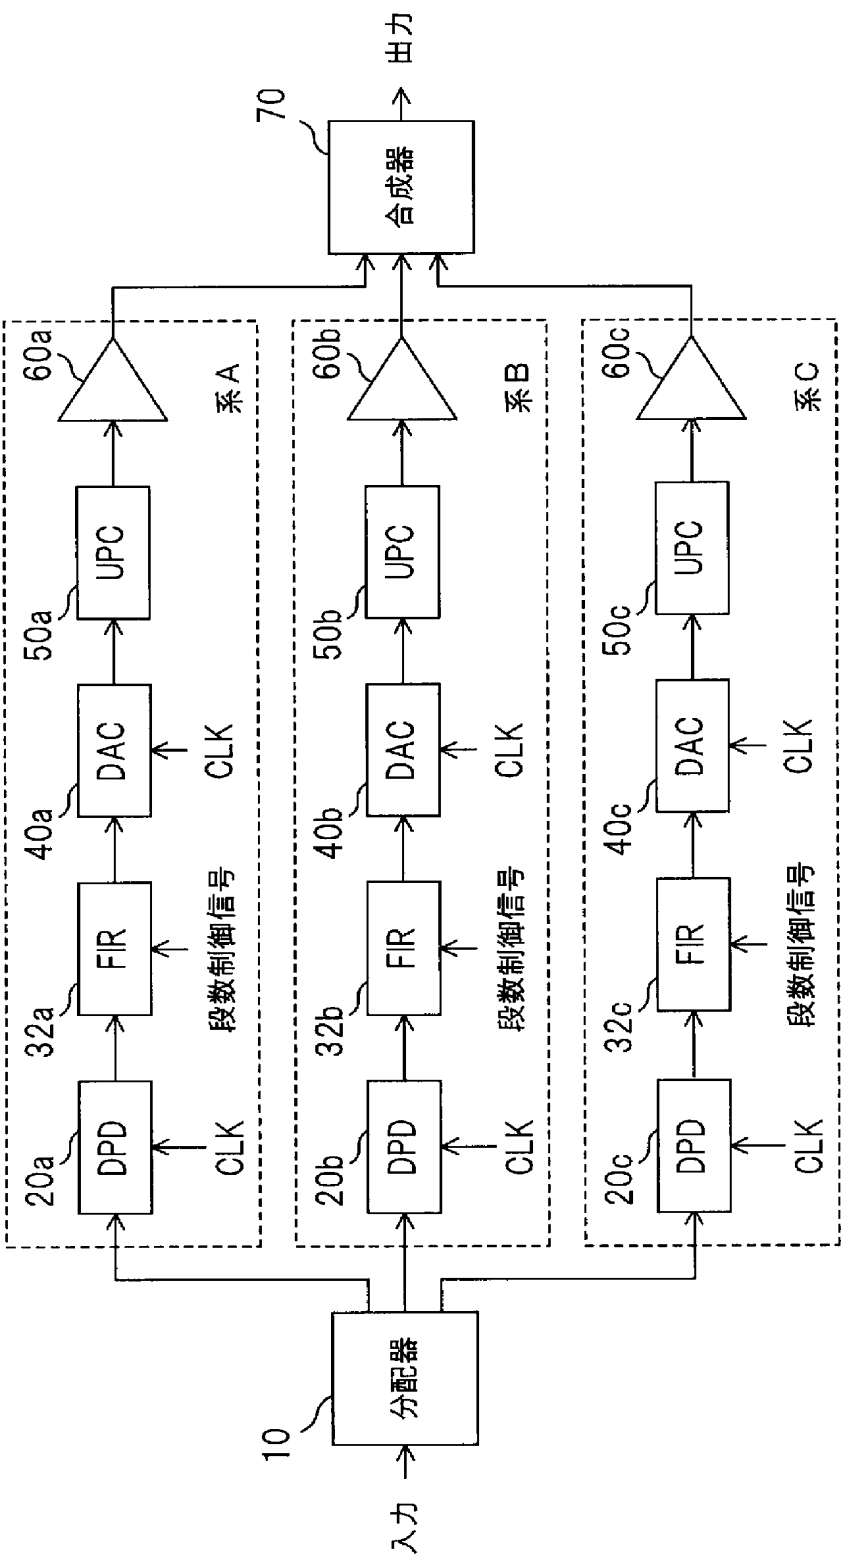 入力
10
分配器
20a
DPD
CLK
32a
FIR
段数制御信号
40a
DAC
CLK
50a
UPC
60a
系A
20b
DPD
CLK
32b
FIR
段数制御信号
40b
DAC
CLK
50b
UPC
60b
系B
20c
DPD
CLK
32c
FIR
段数制御信号
40c
DAC
CLK
50c
UPC
60c
系C
70
合成器
出力